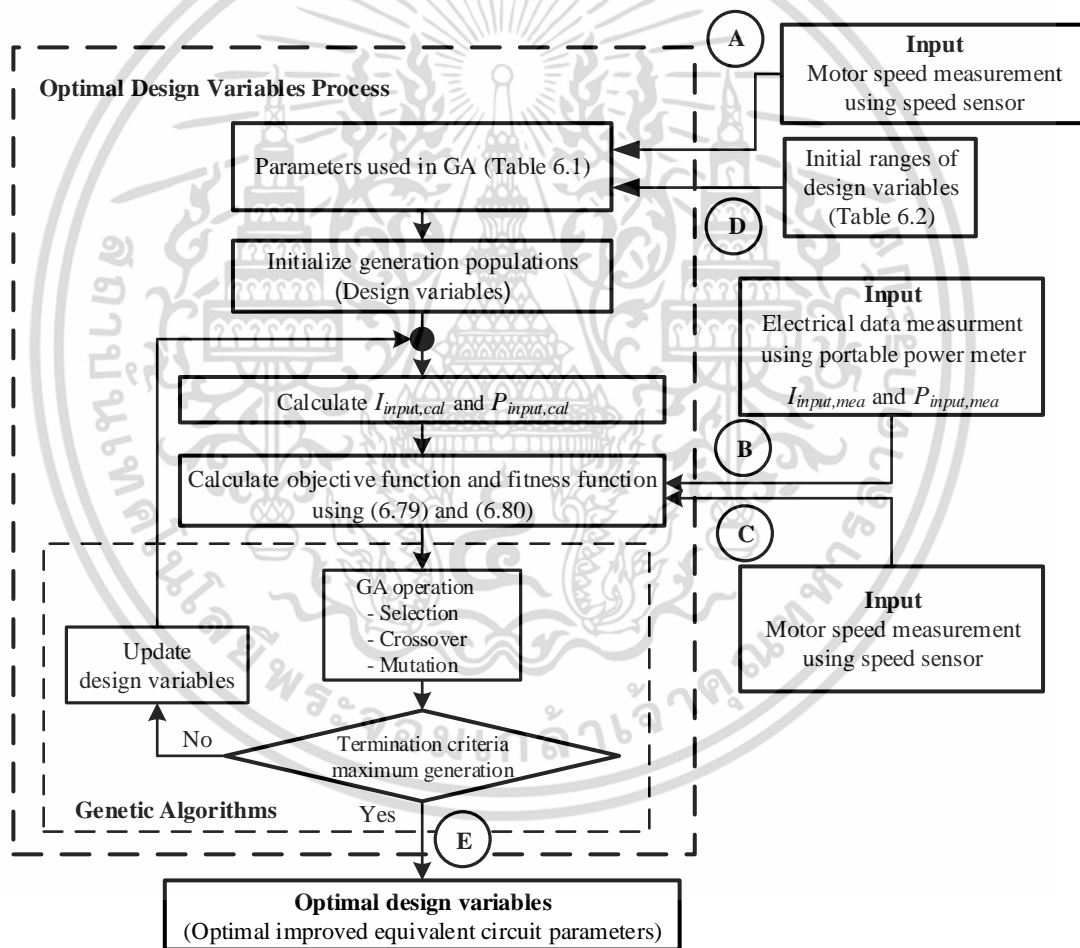 A
Input
Motor speed measurement
using speed sensor
Optimal Design Variables Process
Parameters used in GA (Table 6.1)
Initial ranges of
design variables
(Table 6.2)
D
Initialize generation populations
(Design variables)
Input
Electrical data measurment
using portable power meter
I_input,mea and P_input,mea
Calculate I_input,cal and P_input,cal
B
Calculate objective function and fitness function
using (6.79) and (6.80)
C
GA operation
- Selection
- Crossover
- Mutation
Input
Motor speed measurement
using speed sensor
Update
design variables
No
Termination criteria
maximum generation
Genetic Algorithms
Yes
E
Optimal design variables
(Optimal improved equivalent circuit parameters)